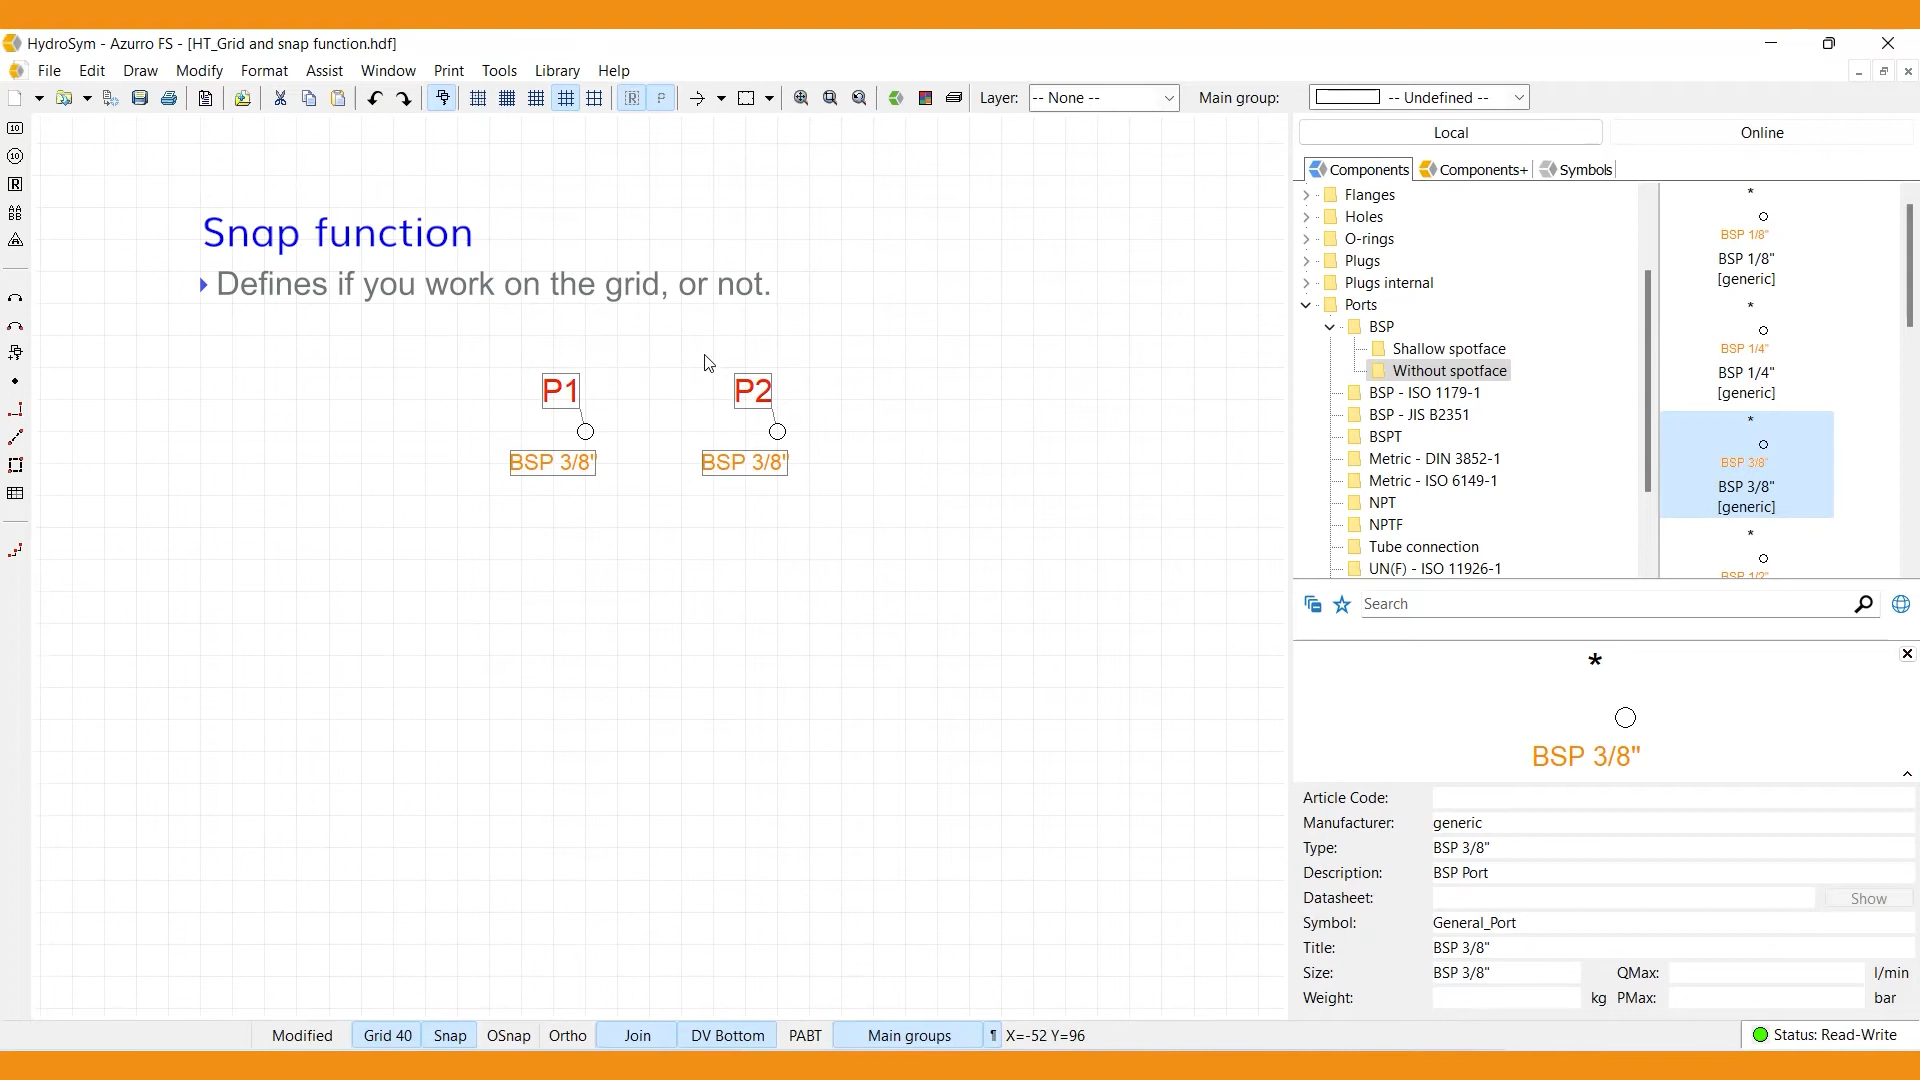 HydroSym - Azurro FS - [HT_Grid and snap function.hdf]
File Edit Draw Modify Format Assist Window Print Tools Library Help
R P Layer: -- None -- Main group: -- Undefined --
10
10
R
AA
BB
A
Snap function
Defines if you work on the grid, or not.
P1 P2
BSP 3/8" BSP 3/8"
Local Online
Components Components+ Symbols
Flanges
Holes
O-rings
Plugs
Plugs internal
Ports
BSP
Shallow spotface
Without spotface
BSP - ISO 1179-1
BSP - JIS B2351
BSPT
Metric - DIN 3852-1
Metric - ISO 6149-1
NPT
NPTF
Tube connection
UN(F) - ISO 11926-1
*
BSP 1/8"
BSP 1/8"
[generic]
*
BSP 1/4"
BSP 1/4"
[generic]
*
BSP 3/8"
BSP 3/8"
[generic]
*
BSP 1/2"
Search
*
BSP 3/8"
Article Code:
Manufacturer: generic
Type: BSP 3/8"
Description: BSP Port
Datasheet: Show
Symbol: General_Port
Title: BSP 3/8"
Size: BSP 3/8" QMax: l/min
Weight: kg PMax: bar
Modified Grid 40 Snap OSnap Ortho Join DV Bottom PABT Main groups ¶ X=-52 Y=96
Status: Read-Write